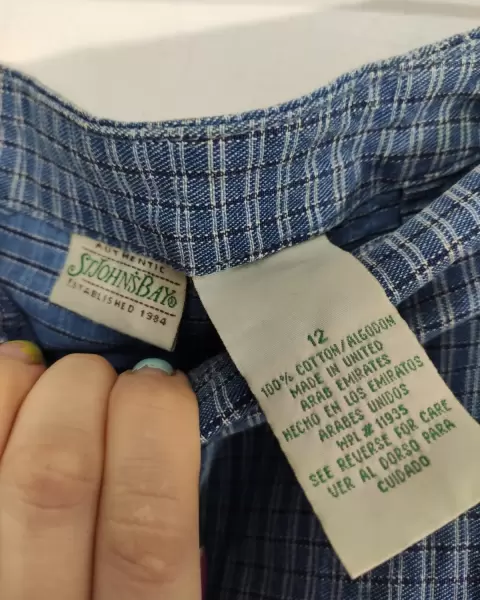 AUTHENTIC
ST.JOHN'S BAY®
ESTABLISHED 1984
12
100% COTTON/ALGODON
MADE IN UNITED
ARAB EMIRATES
HECHO EN LOS EMIRATOS
ARABES UNIDOS
WPL# 11935
SEE REVERSE FOR CARE
VER AL DORSO PARA
CUIDADO